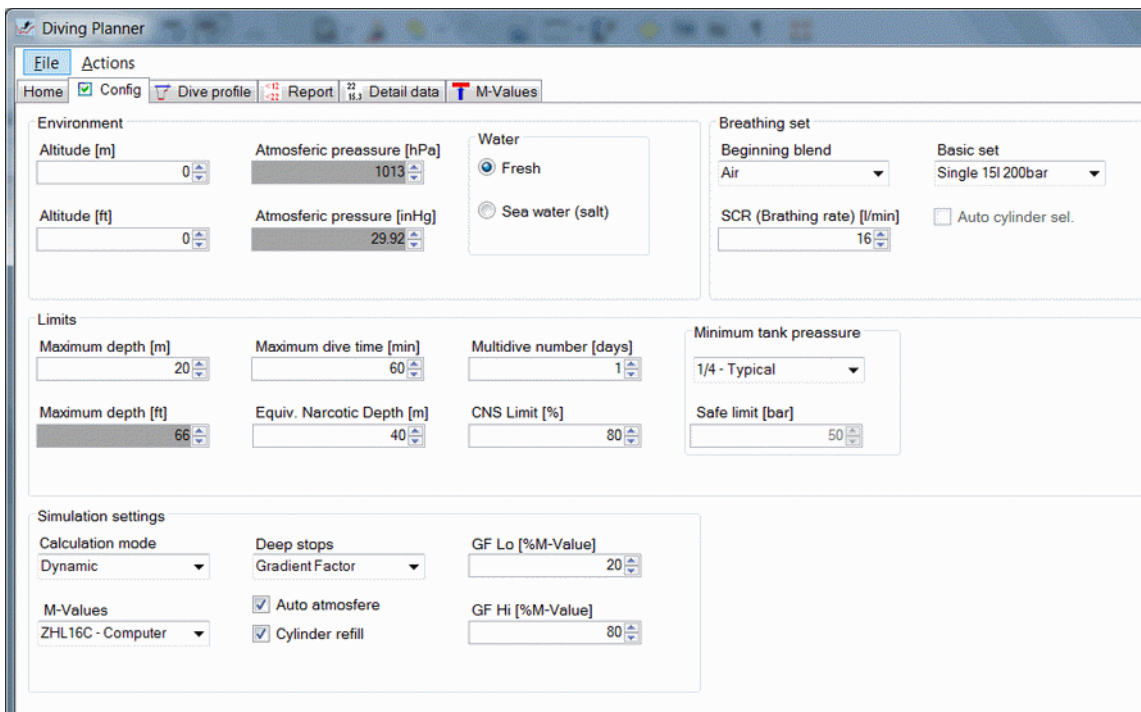 Diving Planner
File Actions
Home Config Dive profile Report Detail data M-Values
Environment
Altitude [m]
0
Atmosferic preassure [hPa]
1013
Altitude [ft]
0
Atmosferic pressure [inHg]
29.92
Water
Fresh
Sea water (salt)
Breathing set
Beginning blend
Air
Basic set
Single 15l 200bar
SCR (Brathing rate) [l/min]
16
Auto cylinder sel.
Limits
Maximum depth [m]
20
Maximum dive time [min]
60
Multidive number [days]
1
Maximum depth [ft]
66
Equiv. Narcotic Depth [m]
40
CNS Limit [%]
80
Minimum tank preassure
1/4 - Typical
Safe limit [bar]
50
Simulation settings
Calculation mode
Dynamic
Deep stops
Gradient Factor
GF Lo [%M-Value]
20
M-Values
ZHL16C - Computer
Auto atmosfere
Cylinder refill
GF Hi [%M-Value]
80